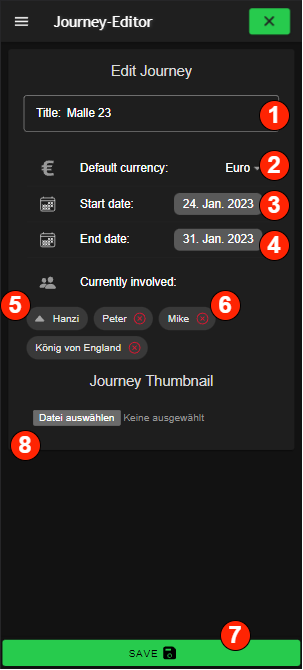 Journey-Editor
Edit Journey
Title: Malle 23
1
Default currency: Euro
2
Start date: 24. Jan. 2023
3
End date: 31. Jan. 2023
4
Currently involved:
5
6
Hanzi Peter Mike
König von England
Journey Thumbnail
Datei auswählen Keine ausgewählt
8
7
SAVE